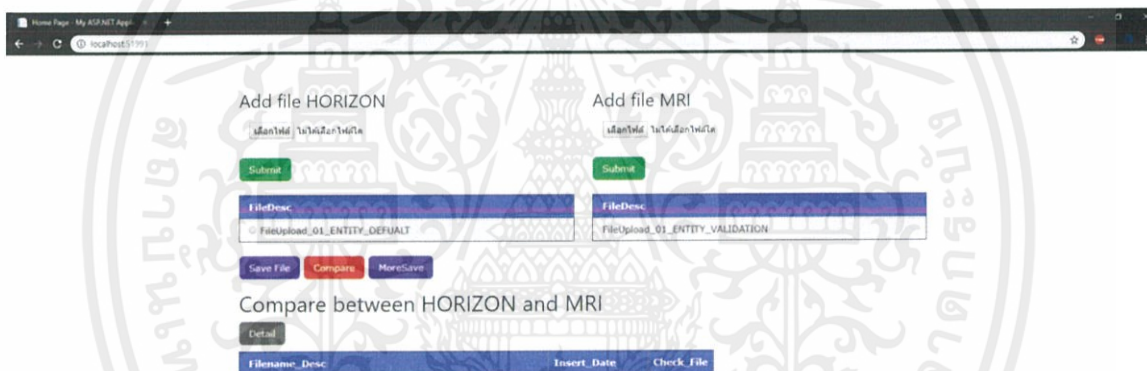 Home Page - My ASP.NET Appli
localhost:51991
Add file HORIZON
เลือกไฟล์ ไม่ได้เลือกไฟล์ใด
Submit
FileDesc
FileUpload_01_ENTITY_DEFUALT
Add file MRI
เลือกไฟล์ ไม่ได้เลือกไฟล์ใด
Submit
FileDesc
FileUpload_01_ENTITY_VALIDATION
Save File Compare MoreSave
Compare between HORIZON and MRI
Detail
Filename_Desc Insert_Date Check_File